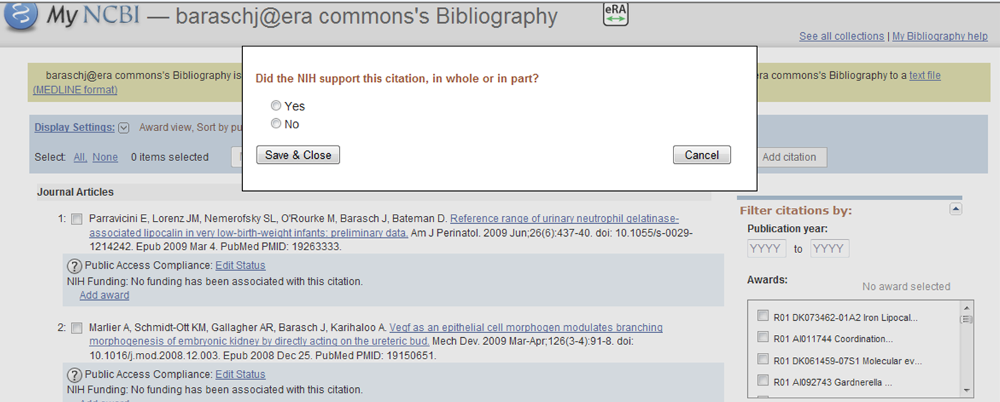 My NCBI — baraschj@era commons's Bibliography
eRA
See all collections | My Bibliography help
baraschj@era commons's Bibliography is
era commons's Bibliography to a text file
(MEDLINE format)
Did the NIH support this citation, in whole or in part?
Yes
No
Save & Close
Cancel
Display Settings:
Award view, Sort by pu
Select: All, None 0 items selected
Add citation
Journal Articles
1: Parravicini E, Lorenz JM, Nemerofsky SL, O'Rourke M, Barasch J, Bateman D. Reference range of urinary neutrophil gelatinase-
associated lipocalin in very low-birth-weight infants: preliminary data. Am J Perinatol. 2009 Jun;26(6):437-40. doi: 10.1055/s-0029-
1214242. Epub 2009 Mar 4. PubMed PMID: 19263333.
? Public Access Compliance: Edit Status
NIH Funding: No funding has been associated with this citation.
Add award
2: Marlier A, Schmidt-Ott KM, Gallagher AR, Barasch J, Karihaloo A. Vegf as an epithelial cell morphogen modulates branching
morphogenesis of embryonic kidney by directly acting on the ureteric bud. Mech Dev. 2009 Mar-Apr;126(3-4):91-8. doi:
10.1016/j.mod.2008.12.003. Epub 2008 Dec 25. PubMed PMID: 19150651.
? Public Access Compliance: Edit Status
NIH Funding: No funding has been associated with this citation.
Filter citations by:
Publication year:
YYYY to YYYY
Awards:
No award selected
R01 DK073462-01A2 Iron Lipocal...
R01 AI011744 Coordination...
R01 DK061459-07S1 Molecular ev...
R01 AI092743 Gardnerella ...